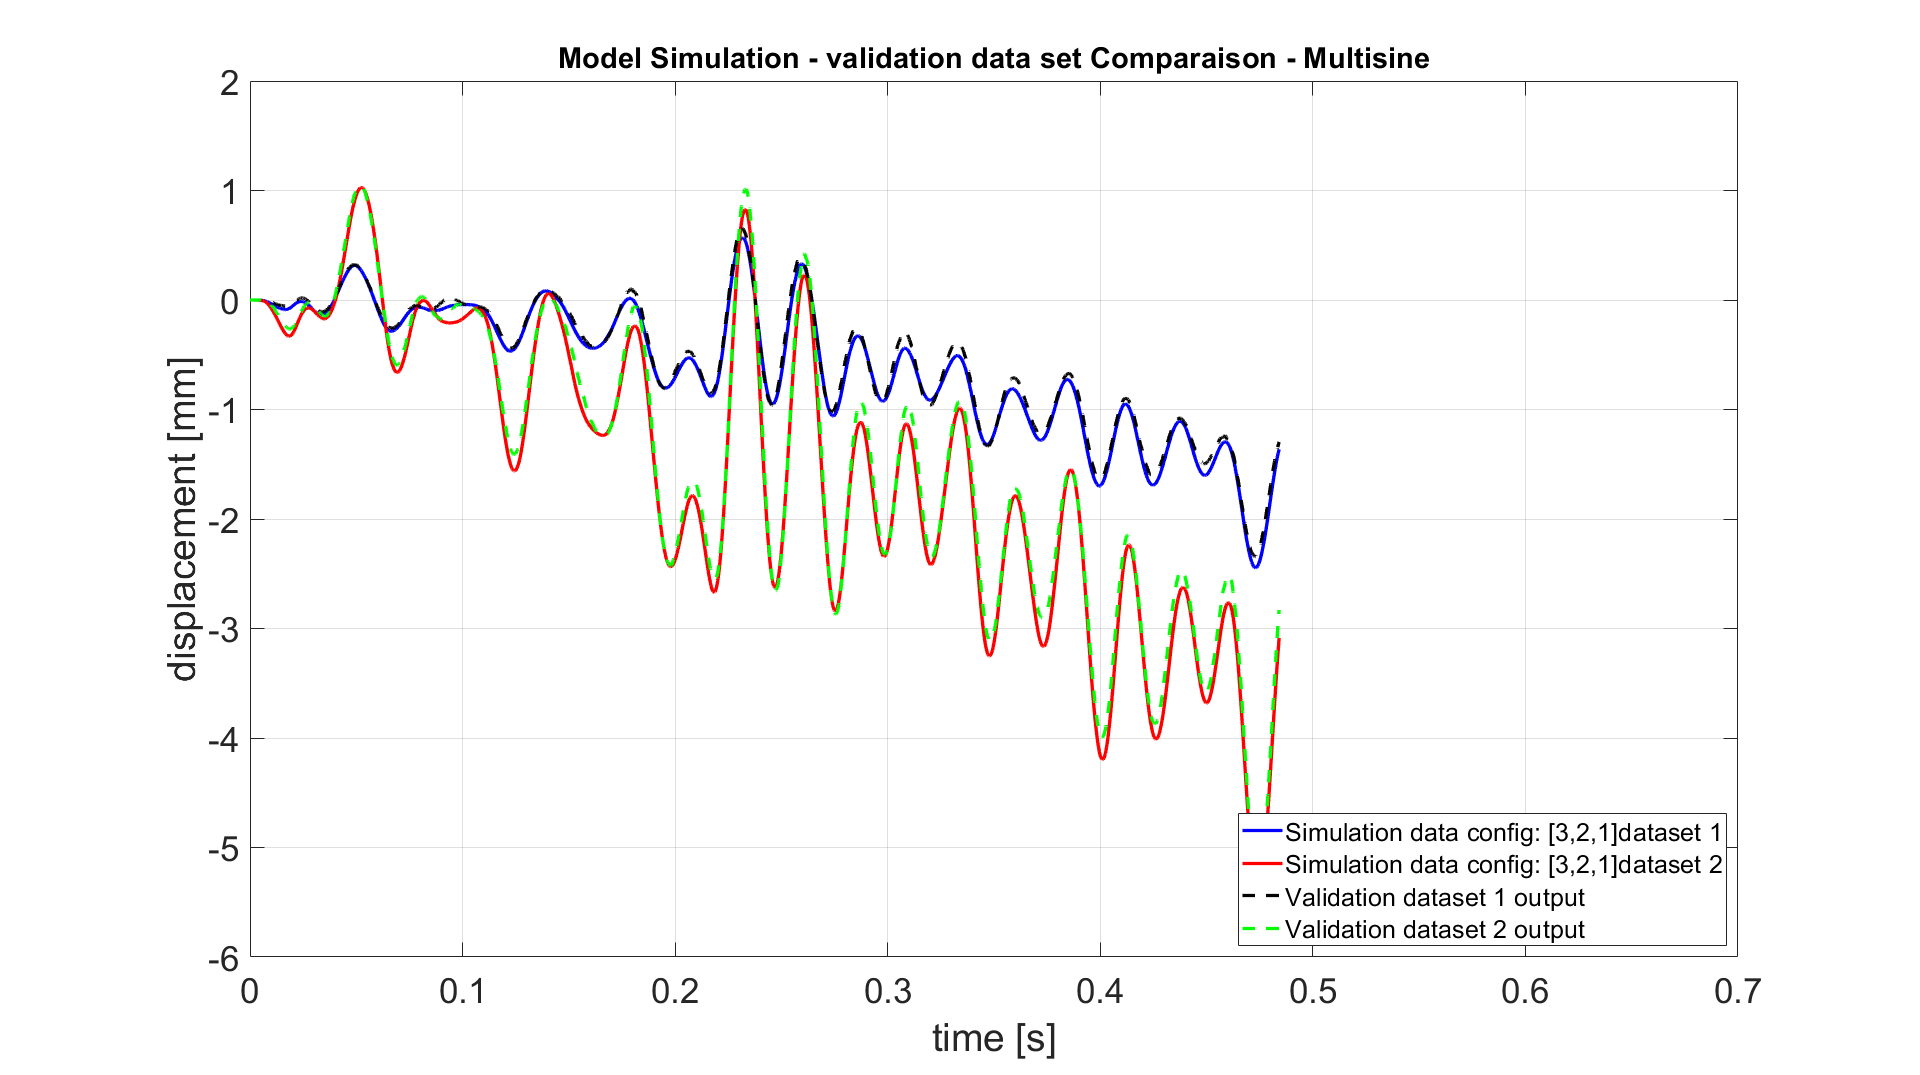 Model Simulation - validation data set Comparaison - Multisine
2
1
0
-1
-2
-3
-4
-5
-6
displacement [mm]
0 0.1 0.2 0.3 0.4 0.5 0.6 0.7
time [s]
Simulation data config: [3,2,1]dataset 1
Simulation data config: [3,2,1]dataset 2
Validation dataset 1 output
Validation dataset 2 output